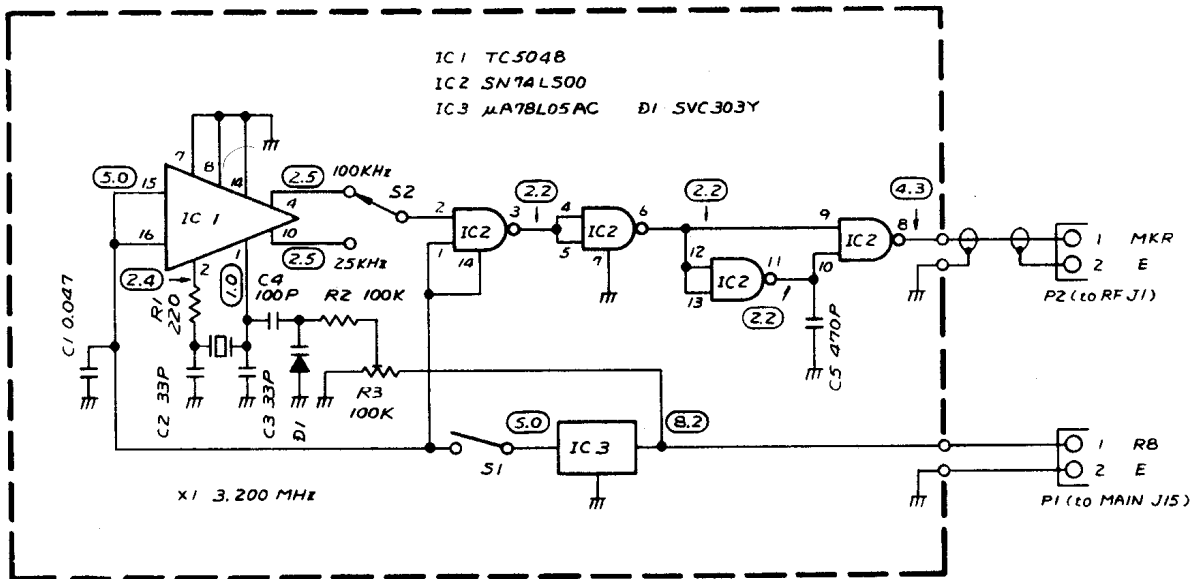 IC1 TC5048
IC2 SN74LS00
IC3 μA78L05AC D1 SVC303Y
7
8
14
5.0
15
16
IC 1
4
10
1
2
2.5
100KHz
S2
2.5
25KHz
2.4
1.0
2
1
14
IC2
3
2.2
4
5
7
IC2
6
2.2
12
13
IC2
11
2.2
9
10
IC2
8
4.3
1 MKR
2 E
P2 (to RF J1)
C1 0.047
R1
220
C4
100P
R2 100K
C5 470P
C2 33P
C3 33P
D1
R3
100K
S1
5.0
IC3
8.2
1 R8
2 E
P1 (to MAIN J15)
X1 3.200 MHz